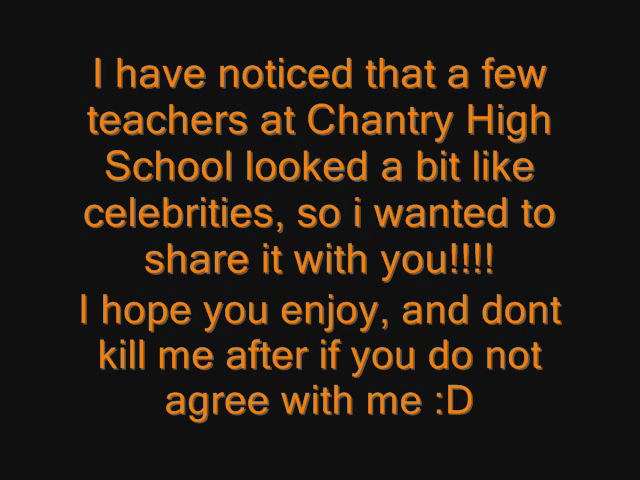 I have noticed that a few
teachers at Chantry High
School looked a bit like
celebrities, so i wanted to
share it with you!!!!
I hope you enjoy, and dont
kill me after if you do not
agree with me :D